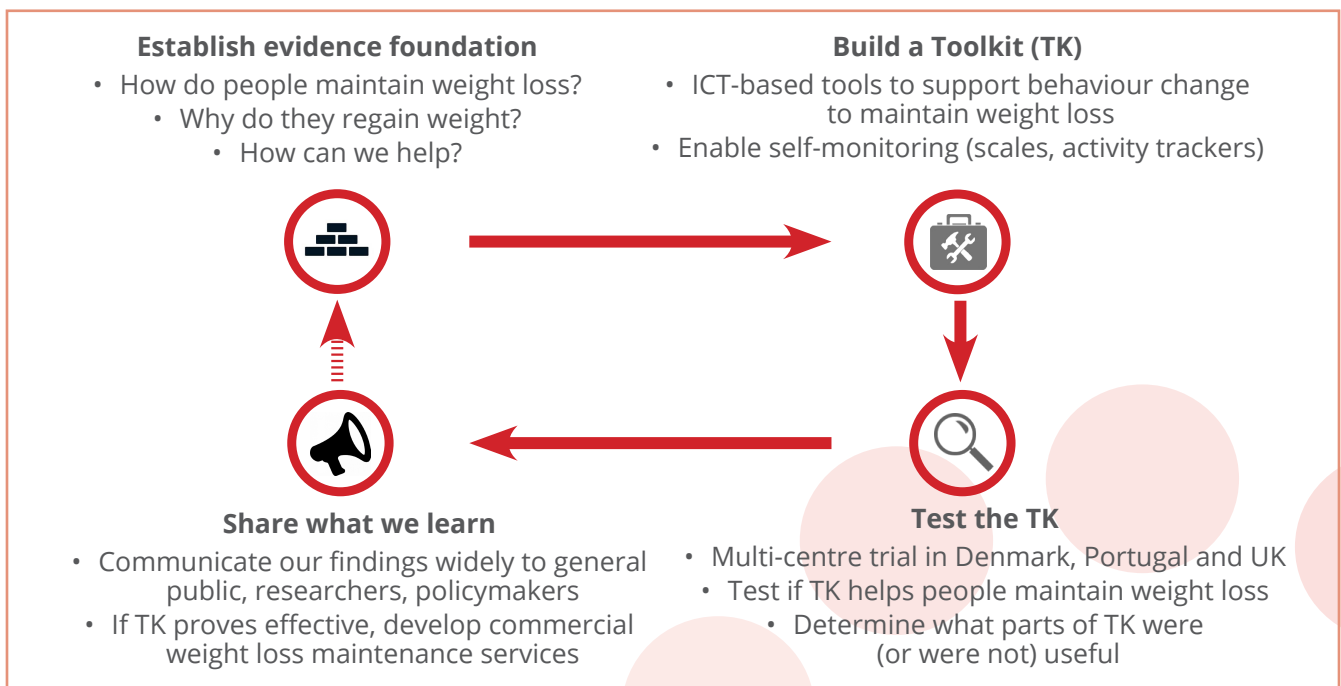 Establish evidence foundation
• How do people maintain weight loss?
• Why do they regain weight?
• How can we help?
Build a Toolkit (TK)
• ICT-based tools to support behaviour change
to maintain weight loss
• Enable self-monitoring (scales, activity trackers)
Share what we learn
• Communicate our findings widely to general
public, researchers, policymakers
• If TK proves effective, develop commercial
weight loss maintenance services
Test the TK
• Multi-centre trial in Denmark, Portugal and UK
• Test if TK helps people maintain weight loss
• Determine what parts of TK were
(or were not) useful